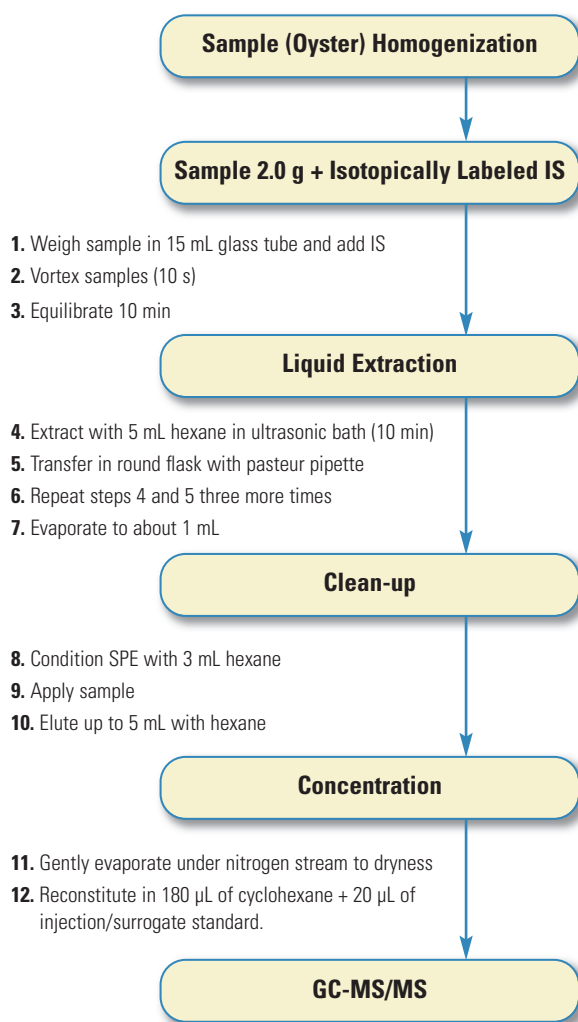 Sample (Oyster) Homogenization
Sample 2.0 g + Isotopically Labeled IS
1. Weigh sample in 15 mL glass tube and add IS
2. Vortex samples (10 s)
3. Equilibrate 10 min
Liquid Extraction
4. Extract with 5 mL hexane in ultrasonic bath (10 min)
5. Transfer in round flask with pasteur pipette
6. Repeat steps 4 and 5 three more times
7. Evaporate to about 1 mL
Clean-up
8. Condition SPE with 3 mL hexane
9. Apply sample
10. Elute up to 5 mL with hexane
Concentration
11. Gently evaporate under nitrogen stream to dryness
12. Reconstitute in 180 µL of cyclohexane + 20 µL of
injection/surrogate standard.
GC-MS/MS